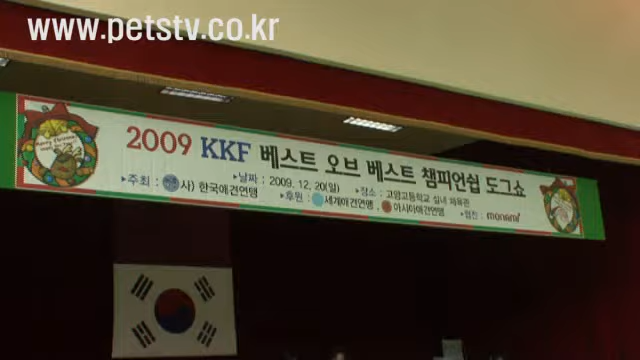 www.petstv.co.kr
2009 KKF 베스트 오브 베스트 챔피언쉽 도그쇼
▸날짜 : 2009. 12. 20(일) ▸장소 : 고양고등학교 실내 체육관
▸주최 : 사) 한국애견연맹 ▸후원 : 세계애견연맹, 아시아애견연맹 ▸협찬 : monami